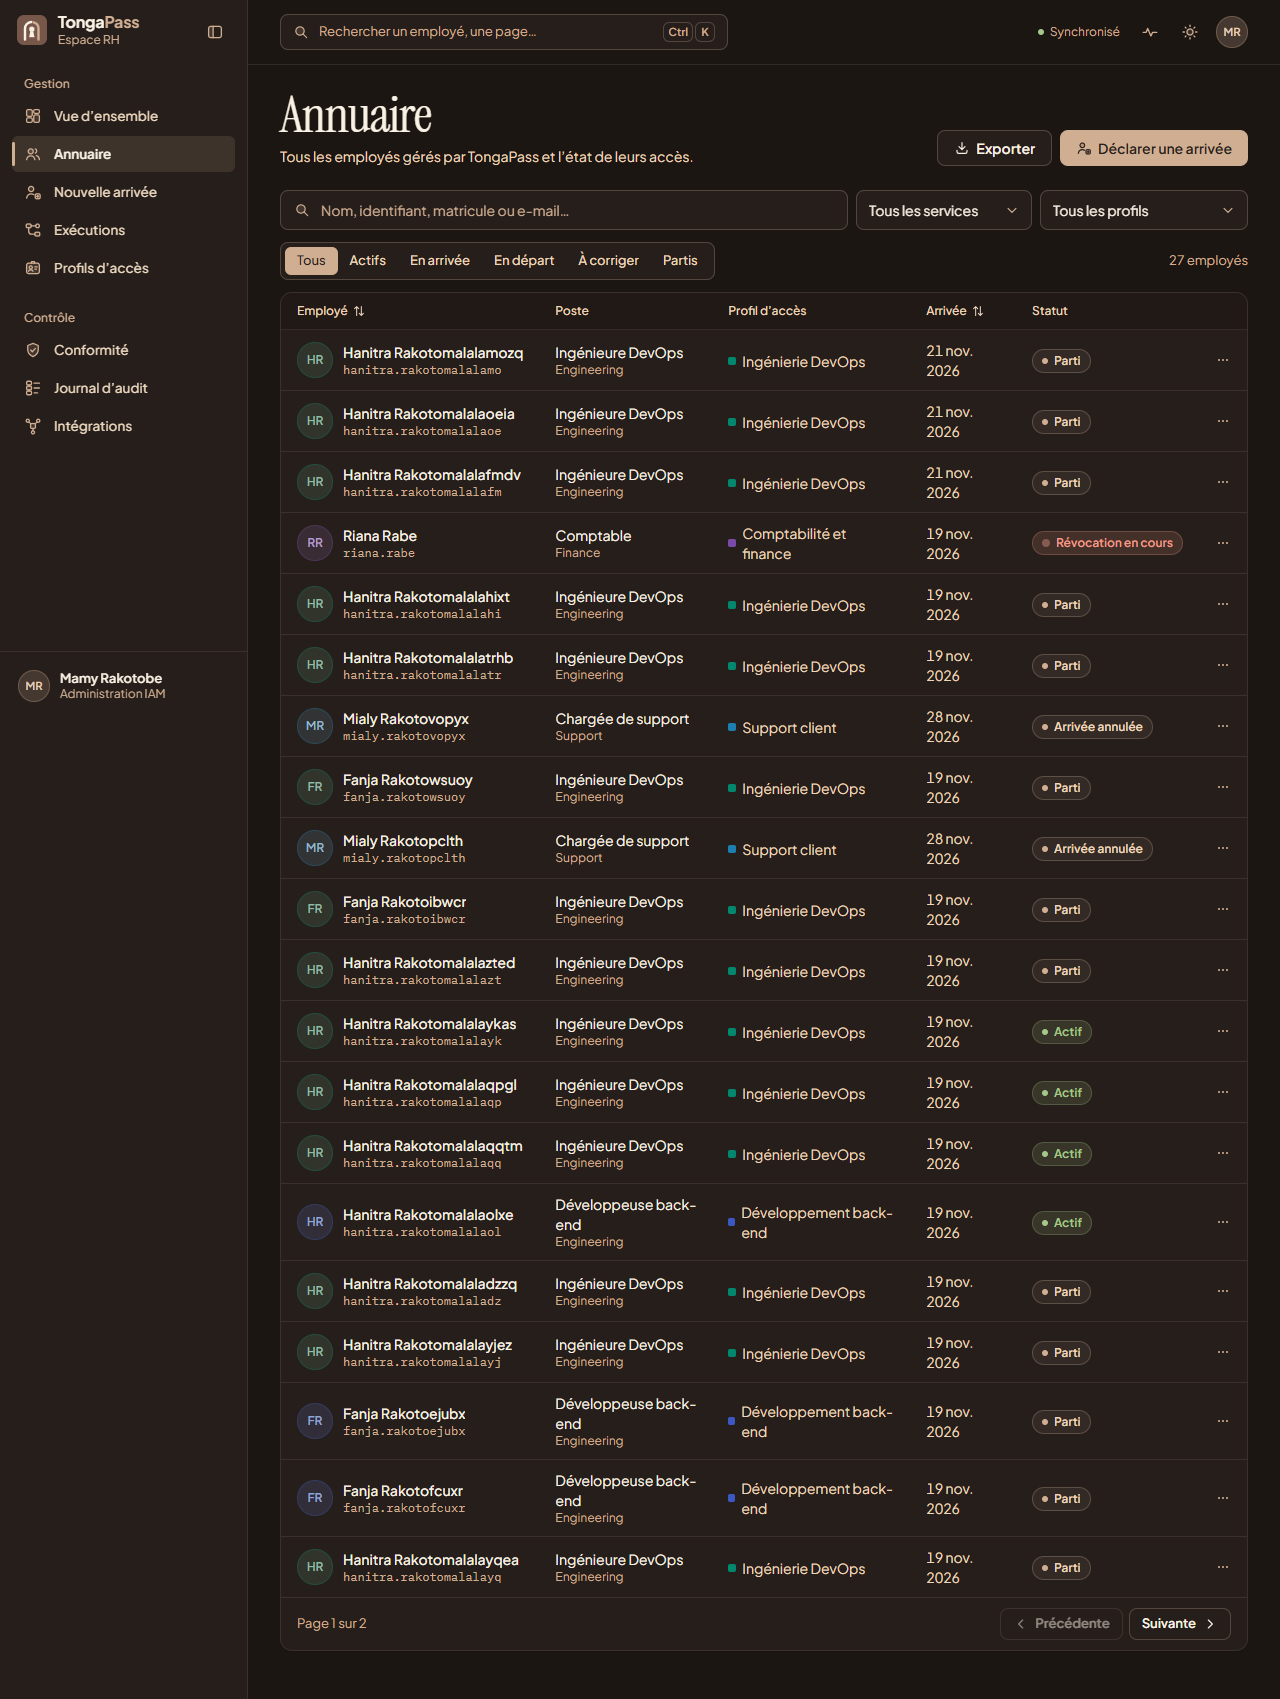 TongaPass
Espace RH
Rechercher un employé, une page…
Ctrl K
Synchronisé
MR
Gestion
Vue d'ensemble
Annuaire
Nouvelle arrivée
Exécutions
Profils d'accès
Contrôle
Conformité
Journal d'audit
Intégrations
MR
Mamy Rakotobe
Administration IAM
Annuaire
Tous les employés gérés par TongaPass et l'état de leurs accès.
Exporter
Déclarer une arrivée
Nom, identifiant, matricule ou e-mail…
Tous les services
Tous les profils
Tous Actifs En arrivée En départ À corriger Partis
27 employés
Employé Poste Profil d'accès Arrivée Statut
HR Hanitra Rakotomalalamozq Ingénieure DevOps Ingénierie DevOps 21 nov. 2026 Parti
hanitra.rakotomalalamo Engineering
HR Hanitra Rakotomalalaoeia Ingénieure DevOps Ingénierie DevOps 21 nov. 2026 Parti
hanitra.rakotomalalaoe Engineering
HR Hanitra Rakotomalalafmdv Ingénieure DevOps Ingénierie DevOps 21 nov. 2026 Parti
hanitra.rakotomalalafm Engineering
RR Riana Rabe Comptable Comptabilité et finance 19 nov. 2026 Révocation en cours
riana.rabe Finance
HR Hanitra Rakotomalalahixt Ingénieure DevOps Ingénierie DevOps 19 nov. 2026 Parti
hanitra.rakotomalalahi Engineering
HR Hanitra Rakotomalalatrhb Ingénieure DevOps Ingénierie DevOps 19 nov. 2026 Parti
hanitra.rakotomalalatr Engineering
MR Mialy Rakotovopyx Chargée de support Support client 28 nov. 2026 Arrivée annulée
mialy.rakotovopyx Support
FR Fanja Rakotowsuoy Ingénieure DevOps Ingénierie DevOps 19 nov. 2026 Parti
fanja.rakotowsuoy Engineering
MR Mialy Rakotopclth Chargée de support Support client 28 nov. 2026 Arrivée annulée
mialy.rakotopclth Support
FR Fanja Rakotoibwcr Ingénieure DevOps Ingénierie DevOps 19 nov. 2026 Parti
fanja.rakotoibwcr Engineering
HR Hanitra Rakotomalalazted Ingénieure DevOps Ingénierie DevOps 19 nov. 2026 Parti
hanitra.rakotomalalazt Engineering
HR Hanitra Rakotomalalaykas Ingénieure DevOps Ingénierie DevOps 19 nov. 2026 Actif
hanitra.rakotomalalayk Engineering
HR Hanitra Rakotomalalaqpgl Ingénieure DevOps Ingénierie DevOps 19 nov. 2026 Actif
hanitra.rakotomalalaqp Engineering
HR Hanitra Rakotomalalaqqtm Ingénieure DevOps Ingénierie DevOps 19 nov. 2026 Actif
hanitra.rakotomalalaqq Engineering
HR Hanitra Rakotomalalaolxe Développeuse back-end Développement back-end 19 nov. 2026 Actif
hanitra.rakotomalalaol Engineering
HR Hanitra Rakotomalaladzzq Ingénieure DevOps Ingénierie DevOps 19 nov. 2026 Parti
hanitra.rakotomalaladz Engineering
HR Hanitra Rakotomalalayjez Ingénieure DevOps Ingénierie DevOps 19 nov. 2026 Parti
hanitra.rakotomalalayj Engineering
FR Fanja Rakotoejubx Développeuse back-end Développement back-end 19 nov. 2026 Parti
fanja.rakotoejubx Engineering
FR Fanja Rakotofcuxr Développeuse back-end Développement back-end 19 nov. 2026 Parti
fanja.rakotofcuxr Engineering
HR Hanitra Rakotomalalayqea Ingénieure DevOps Ingénierie DevOps 19 nov. 2026 Parti
hanitra.rakotomalalayq Engineering
Page 1 sur 2
Précédente Suivante